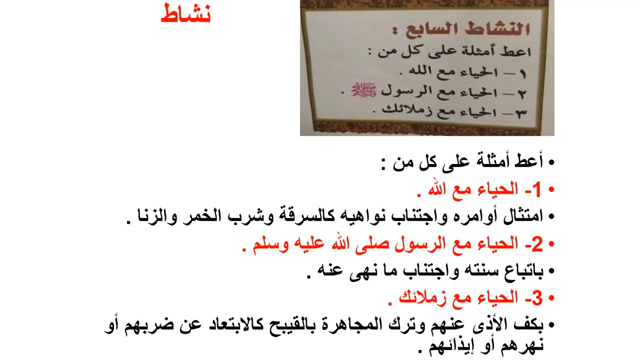 نشاط
النشاط السابع :
اعط أمثلة على كل من :
١- الحياء مع الله .
٢- الحياء مع الرسول ﷺ .
٣- الحياء مع زملائك .
• أعط أمثلة على كل من :
• 1- الحياء مع الله .
• امتثال أوامره واجتناب نواهيه كالسرقة وشرب الخمر والزنا .
• 2- الحياء مع الرسول صلى الله عليه وسلم .
• باتباع سنته واجتناب ما نهى عنه .
• 3- الحياء مع زملائك .
• بكف الأذى عنهم وترك المجاهرة بالقبيح كالابتعاد عن ضربهم أو
نهرهم أو إيذائهم .